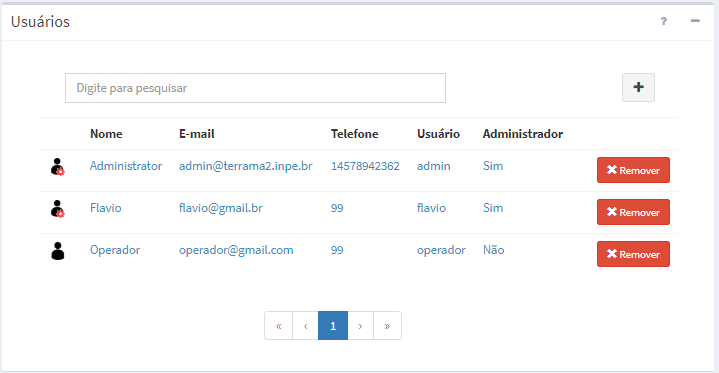 Usuários ? −
Digite para pesquisar +
Nome E-mail Telefone Usuário Administrador
Administrator admin@terrama2.inpe.br 14578942362 admin Sim Remover
Flavio flavio@gmail.br 99 flavio Sim Remover
Operador operador@gmail.com 99 operador Não Remover
« ‹ 1 › »